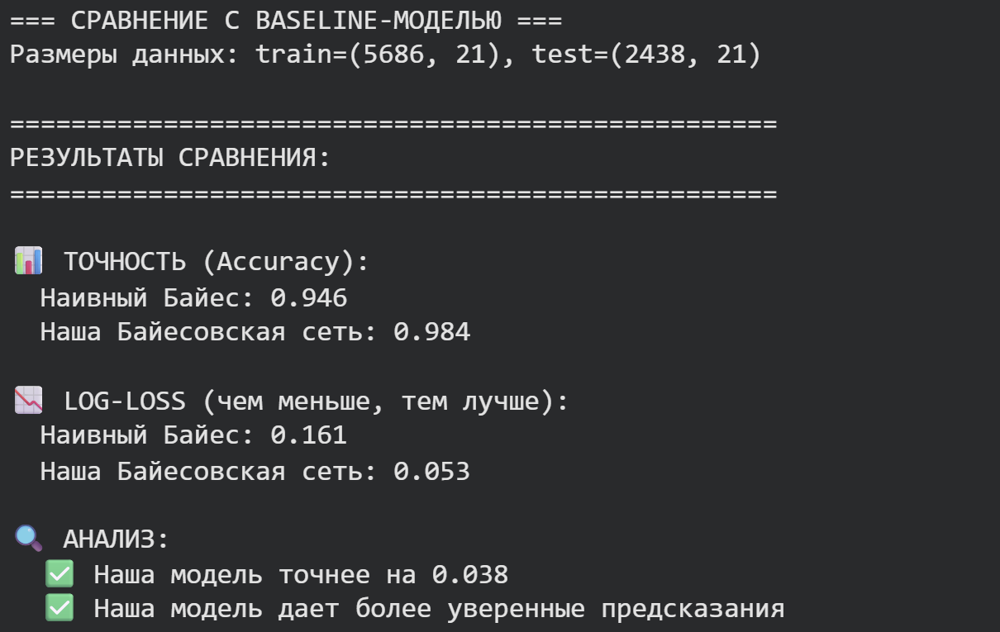 === СРАВНЕНИЕ С BASELINE-МОДЕЛЬЮ ===
Размеры данных: train=(5686, 21), test=(2438, 21)
==================================================
РЕЗУЛЬТАТЫ СРАВНЕНИЯ:
==================================================
📊 ТОЧНОСТЬ (Accuracy):
Наивный Байес: 0.946
Наша Байесовская сеть: 0.984
📉 LOG-LOSS (чем меньше, тем лучше):
Наивный Байес: 0.161
Наша Байесовская сеть: 0.053
🔍 АНАЛИЗ:
✅ Наша модель точнее на 0.038
✅ Наша модель дает более уверенные предсказания